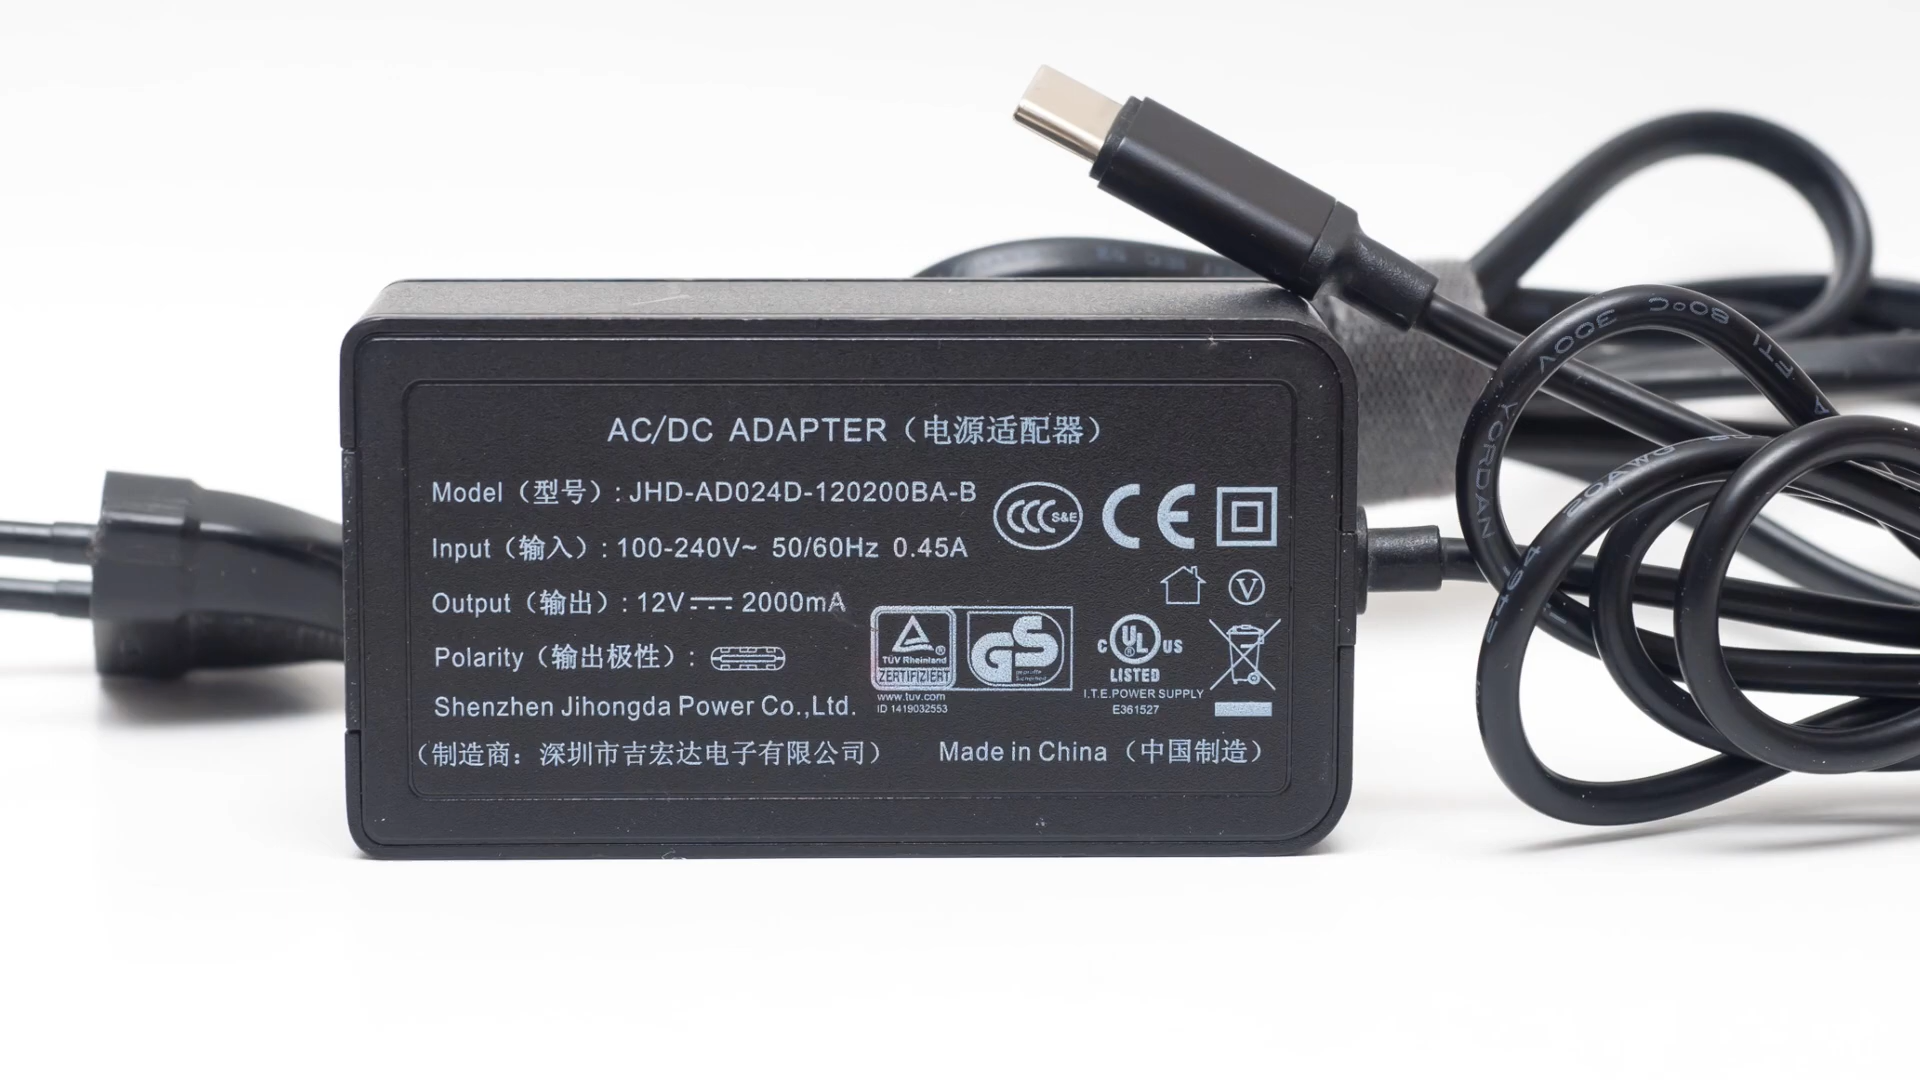 AC/DC ADAPTER（电源适配器）
Model（型号）: JHD-AD024D-120200BA-B
Input（输入）: 100-240V~ 50/60Hz 0.45A
Output（输出）: 12V⎓2000mA
Polarity（输出极性）:
Shenzhen Jihongda Power Co.,Ltd.
（制造商：深圳市吉宏达电子有限公司）
Made in China （中国制造）
S&E
CE
V
TÜV Rheinland
ZERTIFIZIERT
www.tuv.com
ID 1419032553
GS
geprüfte
Sicherheit
c UL US
®
LISTED
I.T.E.POWER SUPPLY
E361527
80°C
300V
YORDAN